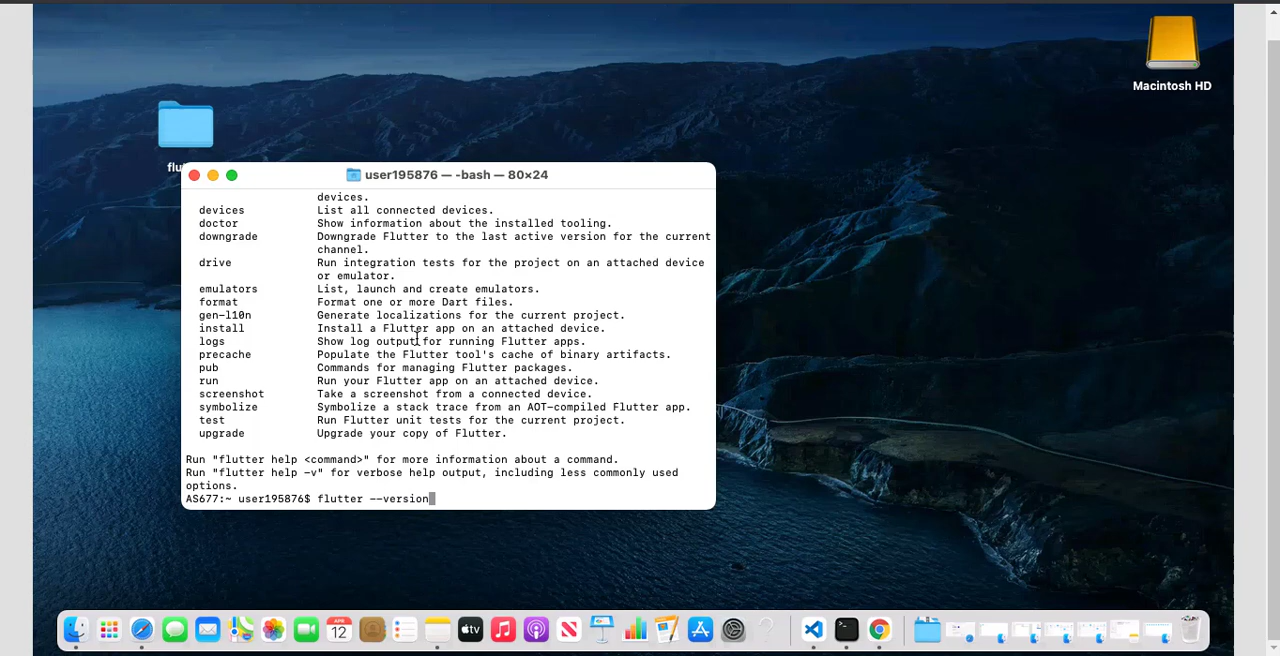 Macintosh HD
flu
user195876 — -bash — 80×24
devices.
devices List all connected devices.
doctor Show information about the installed tooling.
downgrade Downgrade Flutter to the last active version for the current
channel.
drive Run integration tests for the project on an attached device
or emulator.
emulators List, launch and create emulators.
format Format one or more Dart files.
gen-l10n Generate localizations for the current project.
install Install a Flutter app on an attached device.
logs Show log output for running Flutter apps.
precache Populate the Flutter tool's cache of binary artifacts.
pub Commands for managing Flutter packages.
run Run your Flutter app on an attached device.
screenshot Take a screenshot from a connected device.
symbolize Symbolize a stack trace from an AOT-compiled Flutter app.
test Run Flutter unit tests for the current project.
upgrade Upgrade your copy of Flutter.
Run "flutter help <command>" for more information about a command.
Run "flutter help -v" for verbose help output, including less commonly used
options.
AS677:~ user195876$ flutter --version
APR
12
tv